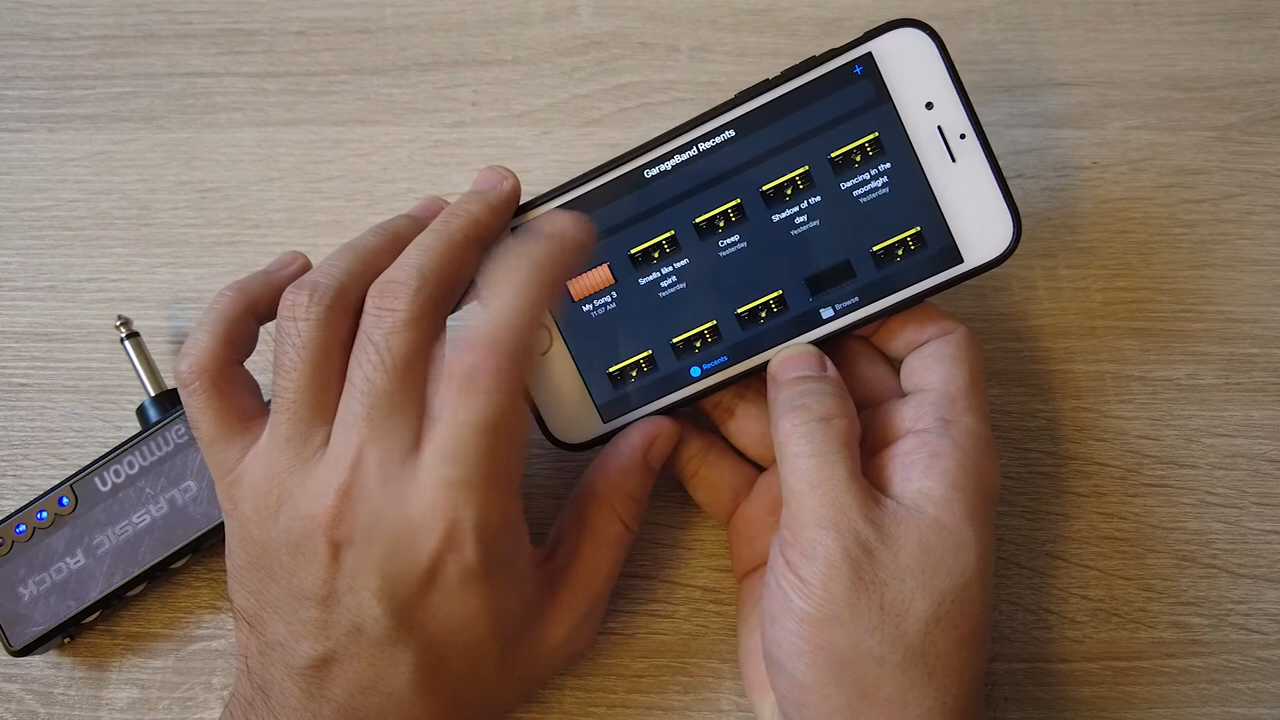 GarageBand Recents
My Song 3
11:07 AM
Smells like teen
spirit
Yesterday
Creep
Yesterday
Shadow of the
day
Yesterday
Dancing in the
moonlight
Yesterday
Recents
Browse
ammoon
CLASSIC ROCK